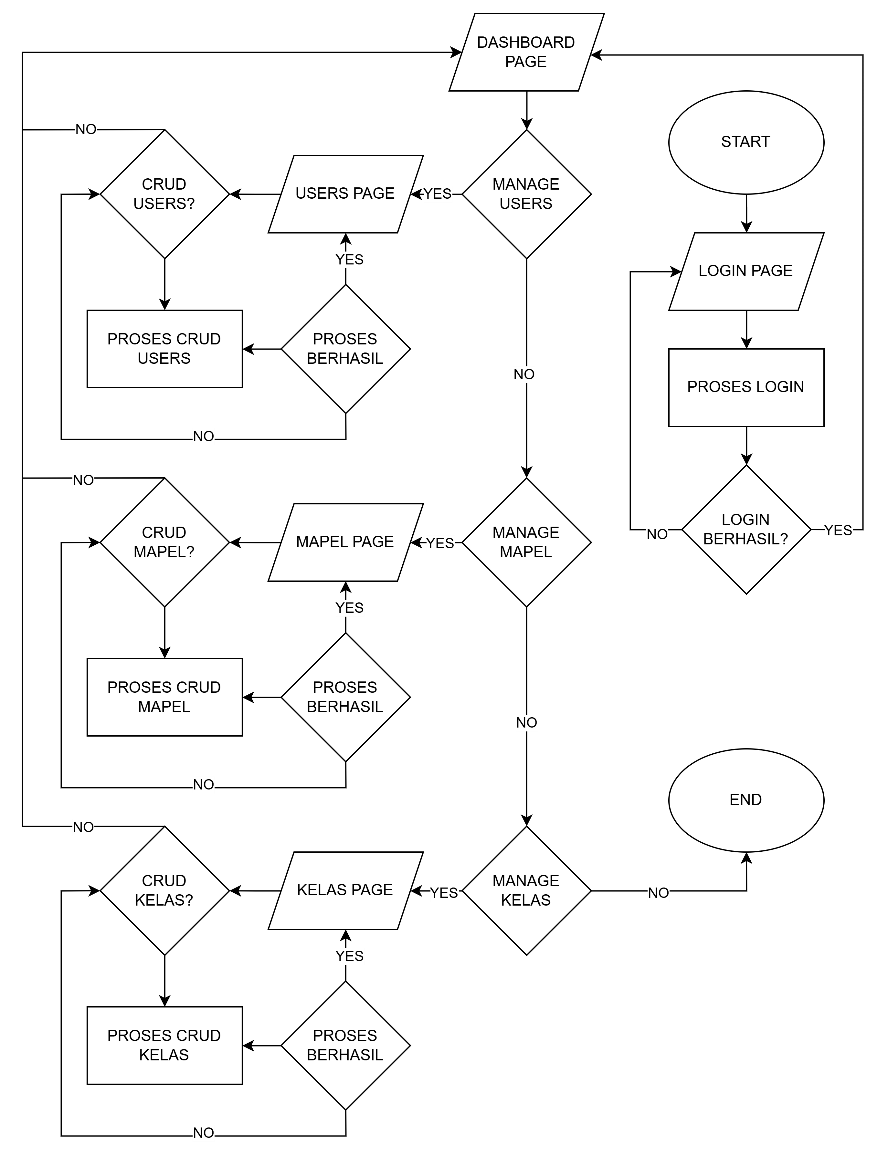 DASHBOARD
PAGE
START
NO
CRUD
USERS?
USERS PAGE
YES
MANAGE
USERS
YES
LOGIN PAGE
PROSES CRUD
USERS
PROSES
BERHASIL
NO
PROSES LOGIN
NO
NO
CRUD
MAPEL?
MAPEL PAGE
YES
MANAGE
MAPEL
NO
LOGIN
BERHASIL?
YES
YES
PROSES CRUD
MAPEL
PROSES
BERHASIL
NO
NO
END
NO
CRUD
KELAS?
KELAS PAGE
YES
MANAGE
KELAS
NO
YES
PROSES CRUD
KELAS
PROSES
BERHASIL
NO